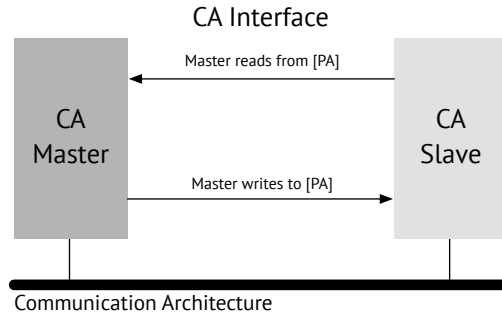 CA Interface
Master reads from [PA]
CA
Master
CA
Slave
Master writes to [PA]
Communication Architecture